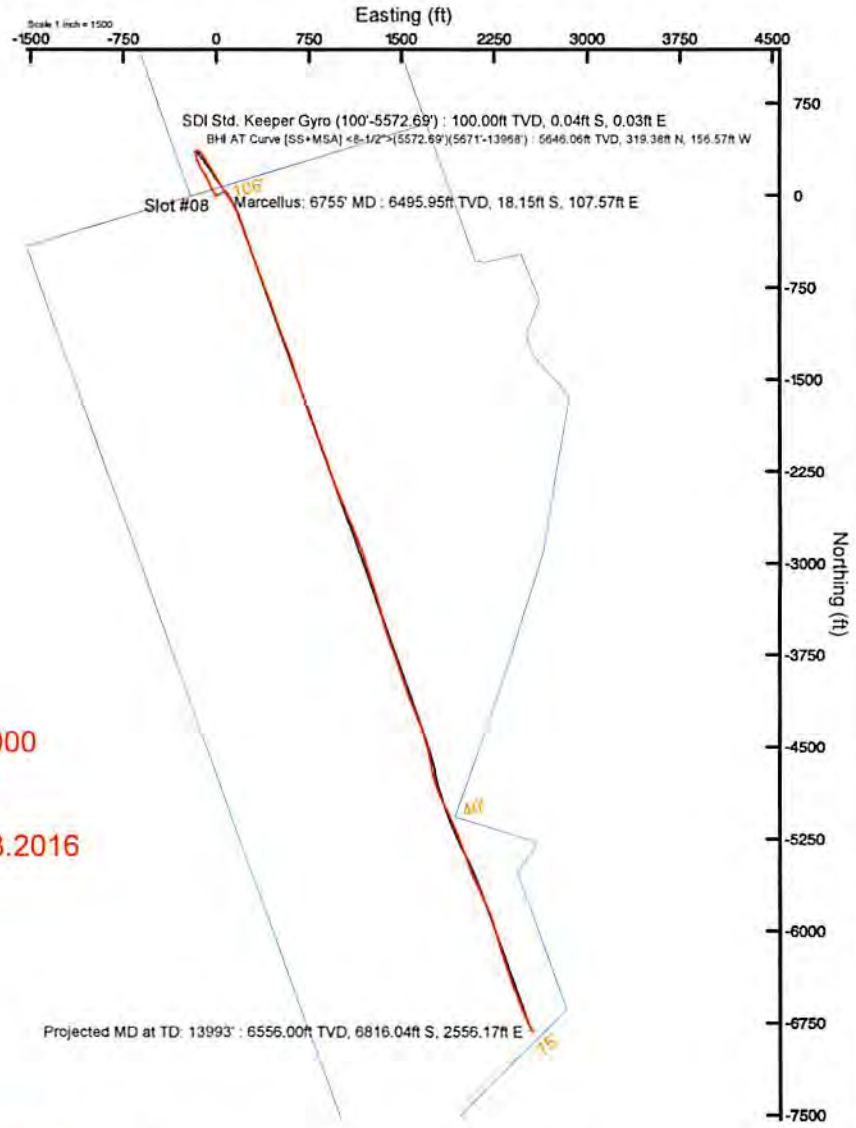 Easting (ft)
Scale 1 inch = 1500
-1500 -750 0 750 1500 2250 3000 3750 4500
750
SDI Std. Keeper Gyro (100'-5572.69') : 100.00ft TVD, 0.04ft S, 0.03ft E
BHI AT Curve [SS+MSA] <8-1/2">(5572.69')(5671'-13968') : 5646.06ft TVD, 319.38ft N, 156.57ft W
106'
0
Slot #08
Marcellus: 6755' MD : 6495.95ft TVD, 18.15ft S, 107.57ft E
-750
-1500
-2250
-3000
Northing (ft)
-3750
-4500
00
40'
.2016
-5250
-6000
-6750
Projected MD at TD: 13993' : 6556.00ft TVD, 6816.04ft S, 2556.17ft E
75'
-7500